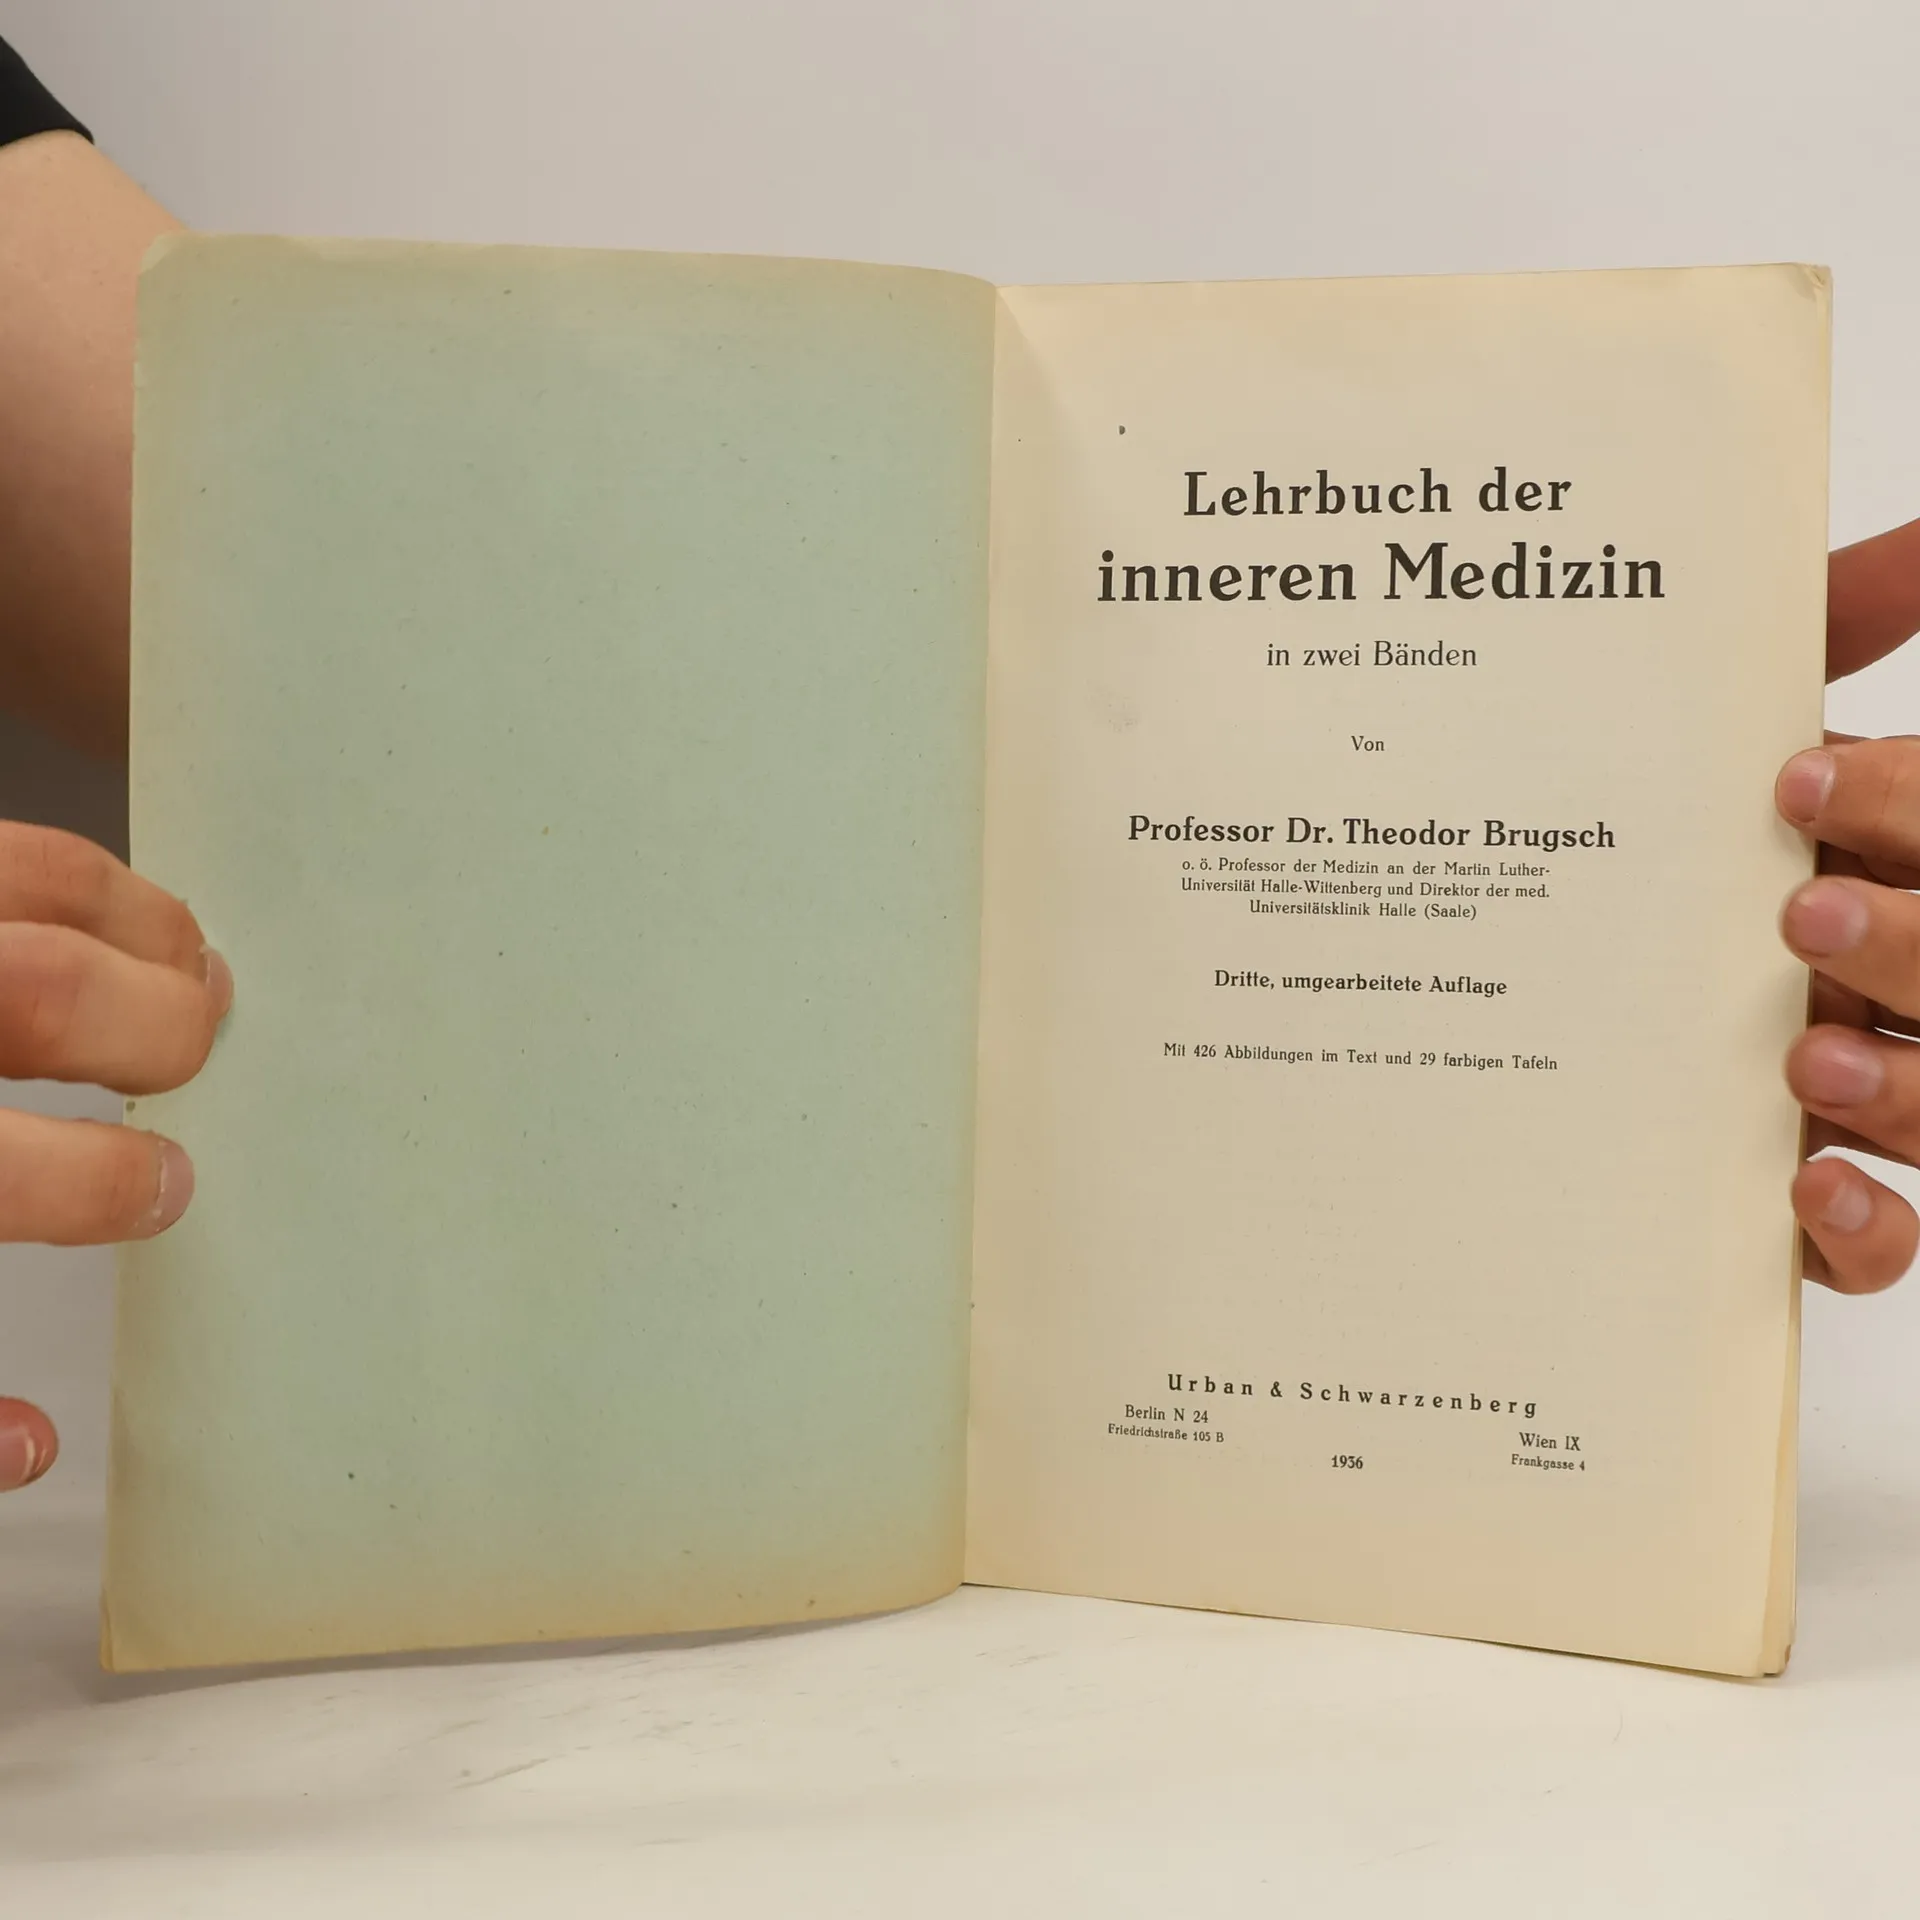 Lehrbuch der
inneren Medizin
in zwei Bänden
Von
Professor Dr. Theodor Brugsch
o. ö. Professor der Medizin an der Martin Luther-
Universität Halle-Wittenberg und Direktor der med.
Universitätsklinik Halle (Saale)
Dritte, umgearbeitete Auflage
Mit 426 Abbildungen im Text und 29 farbigen Tafeln
Urban & Schwarzenberg
Berlin N 24
Friedrichstraße 105 B
Wien IX
Frankgasse 4
1936